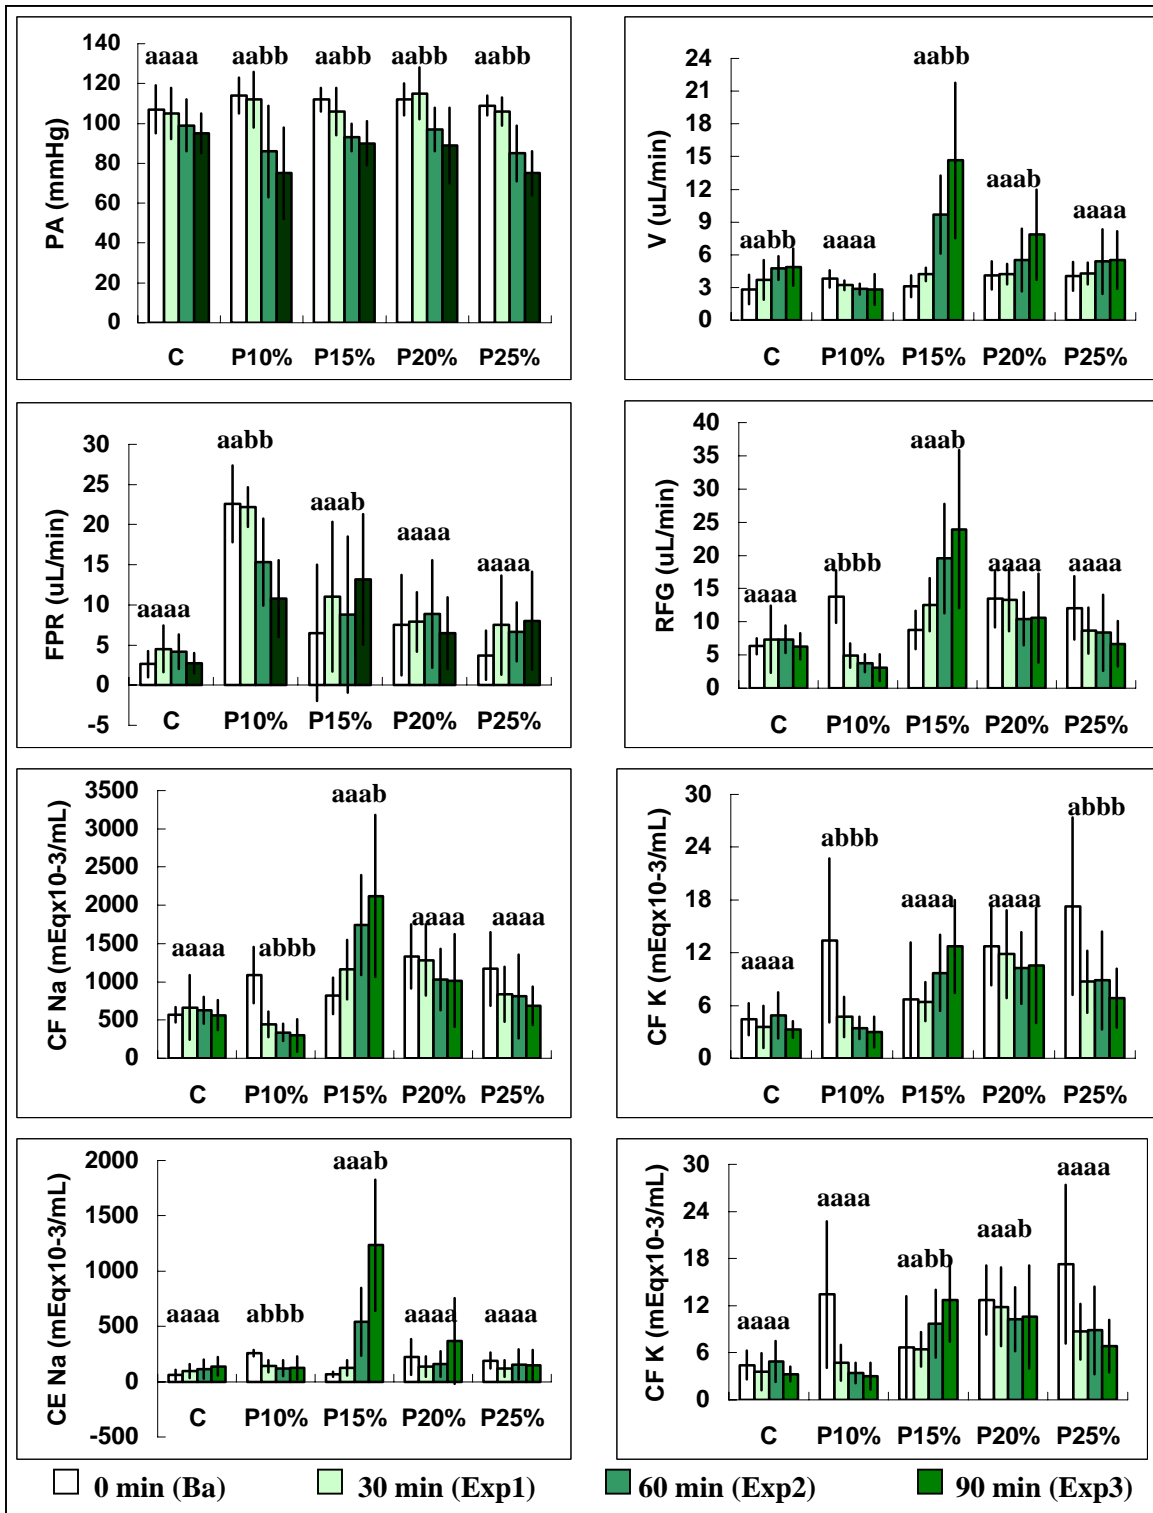 PA (mmHg)
140
120
100
80
60
40
20
0
aaaa aabb aabb aabb aabb
C P10% P15% P20% P25%
V (uL/min)
24
21
18
15
12
9
6
3
0
aabb aaaa aabb aaab aaaa
C P10% P15% P20% P25%
FPR (uL/min)
30
25
20
15
10
5
0
-5
aaaa aabb aaab aaaa aaaa
C P10% P15% P20% P25%
RFG (uL/min)
40
35
30
25
20
15
10
5
0
aaaa abbb aaab aaaa aaaa
C P10% P15% P20% P25%
CF Na (mEqx10-3/mL)
3500
3000
2500
2000
1500
1000
500
0
aaaa abbb aaab aaaa aaaa
C P10% P15% P20% P25%
CF K (mEqx10-3/mL)
30
24
18
12
6
0
aaaa abbb aaaa aaaa abbb
C P10% P15% P20% P25%
CE Na (mEqx10-3/mL)
2000
1500
1000
500
0
-500
aaaa abbb aaab aaaa aaaa
C P10% P15% P20% P25%
CF K (mEqx10-3/mL)
30
24
18
12
6
0
aaaa aaaa aabb aaab aaaa
C P10% P15% P20% P25%
0 min (Ba) 30 min (Exp1) 60 min (Exp2) 90 min (Exp3)